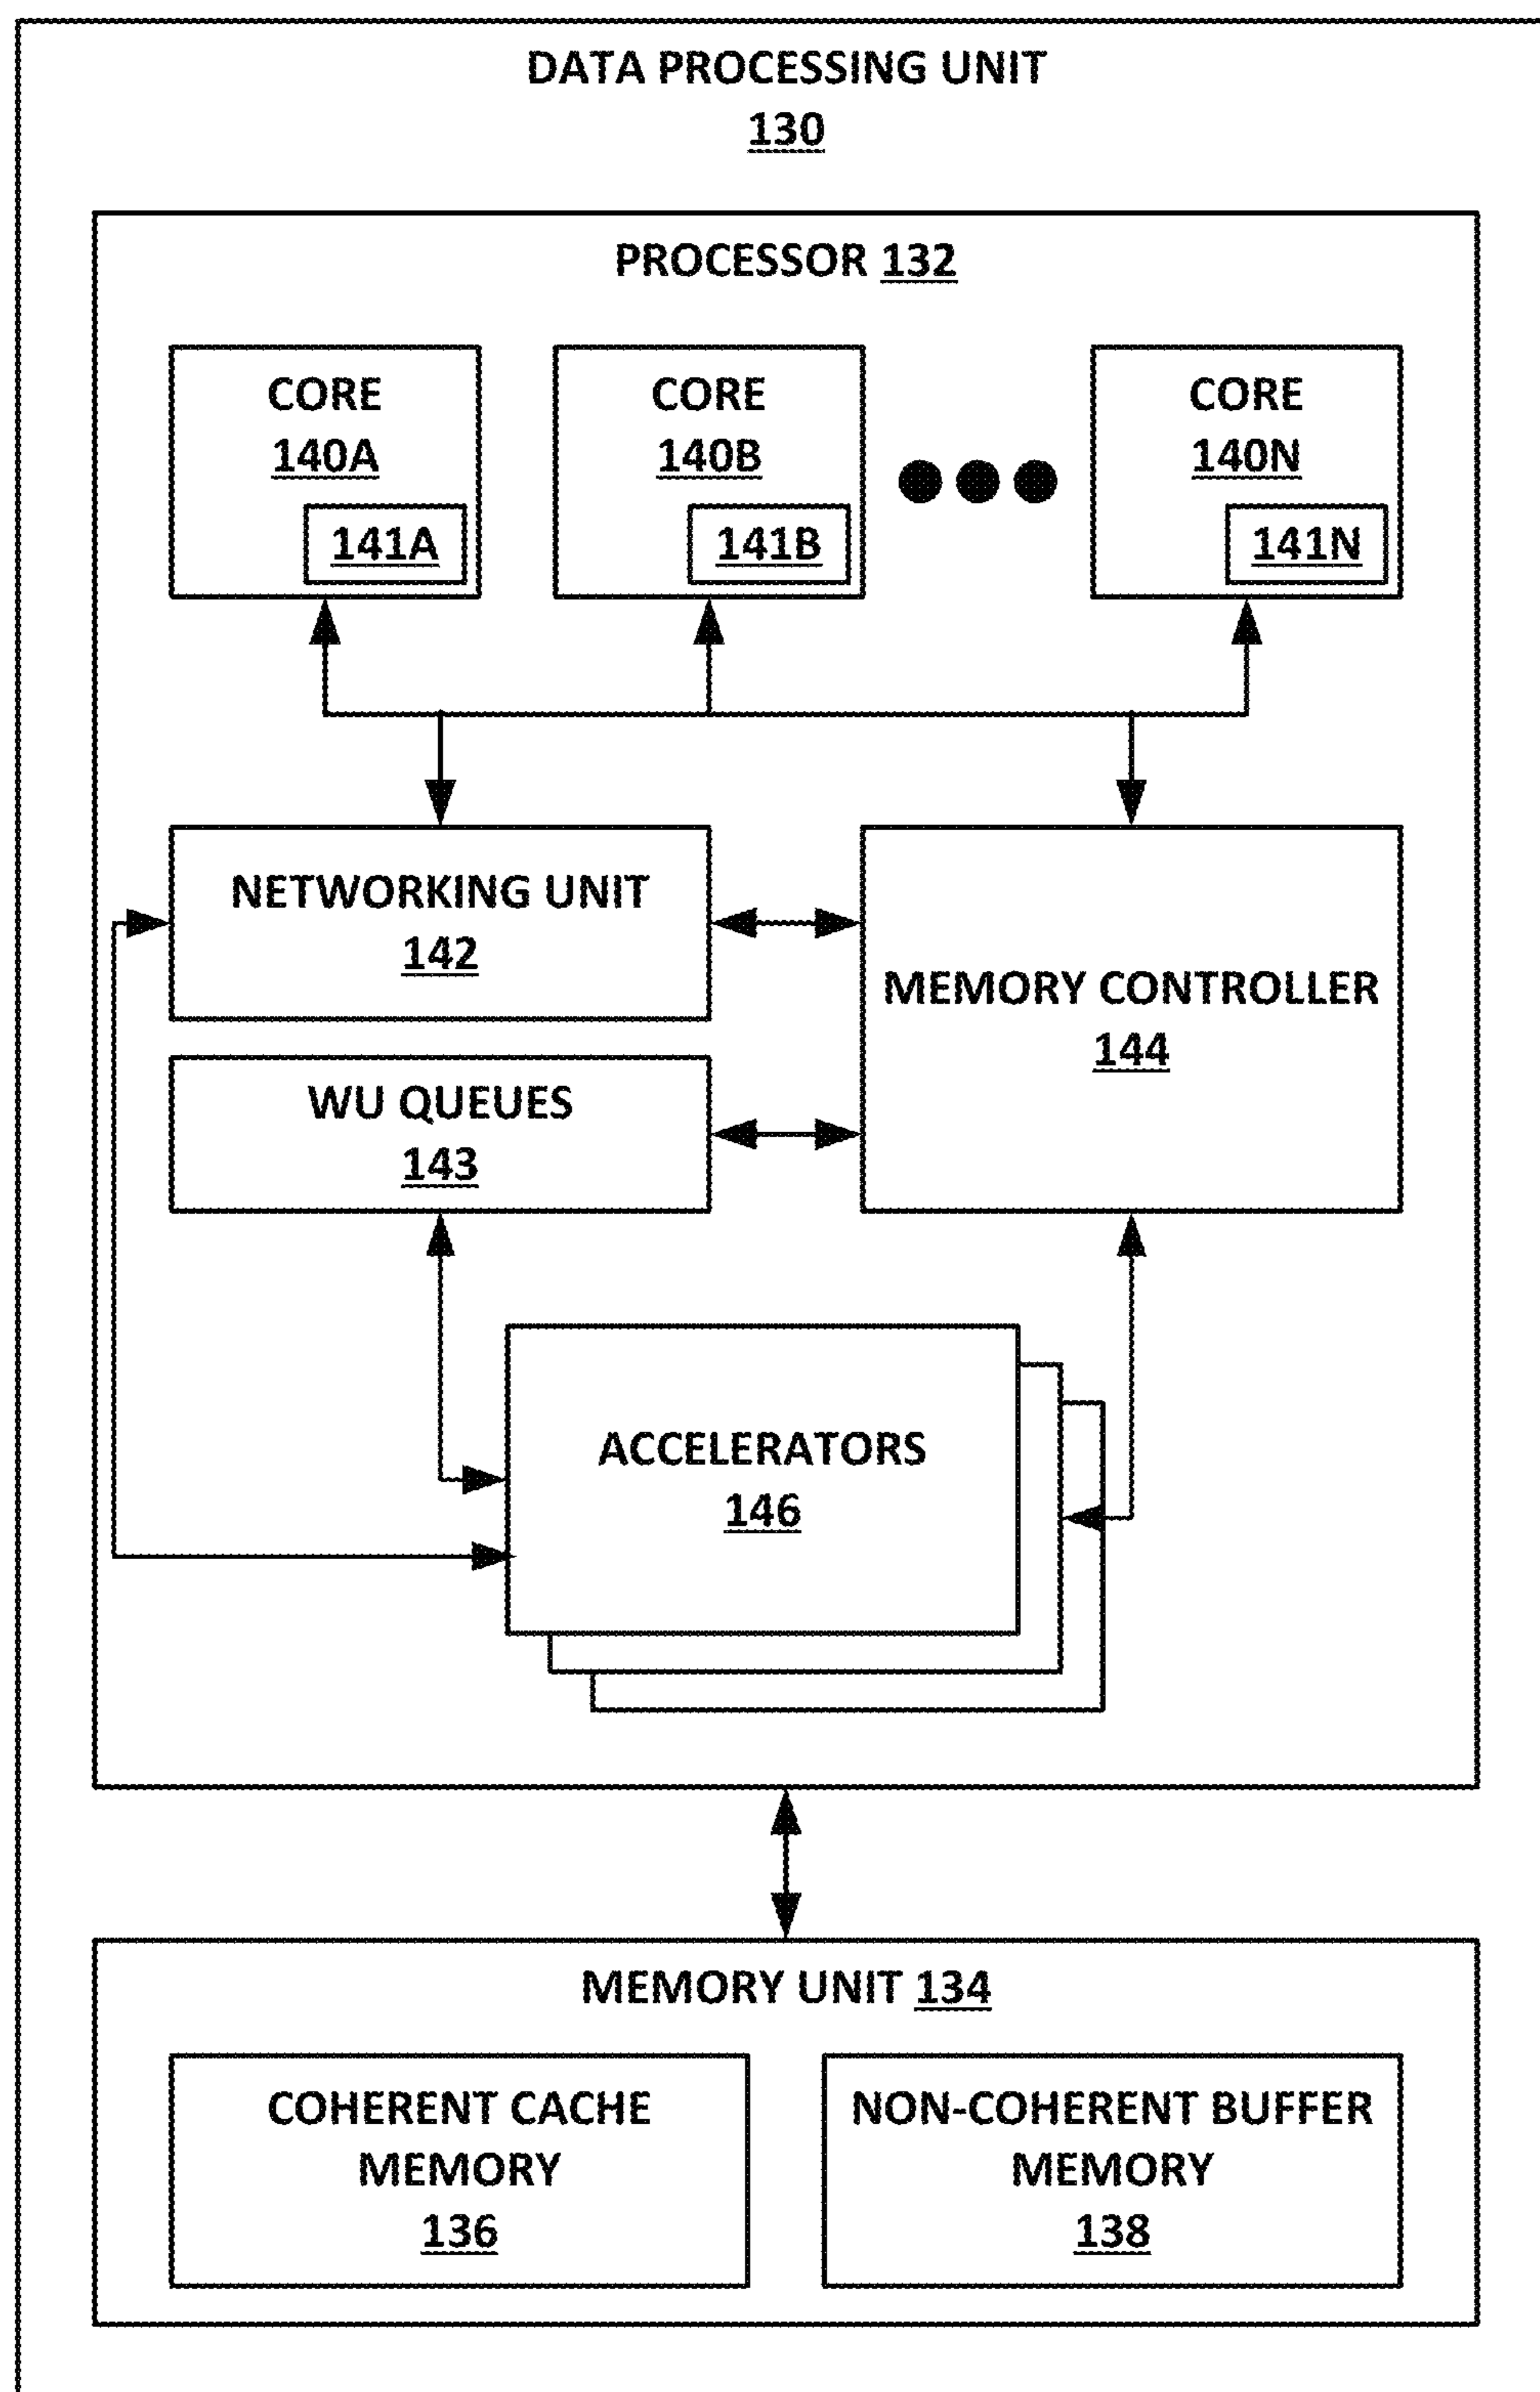 DATA PROCESSING UNIT
130
PROCESSOR 132
CORE
140A
141A
CORE
140B
141B
CORE
140N
141N
NETWORKING UNIT
142
MEMORY CONTROLLER
144
WU QUEUES
143
ACCELERATORS
146
MEMORY UNIT 134
COHERENT CACHE
MEMORY
136
NON-COHERENT BUFFER
MEMORY
138